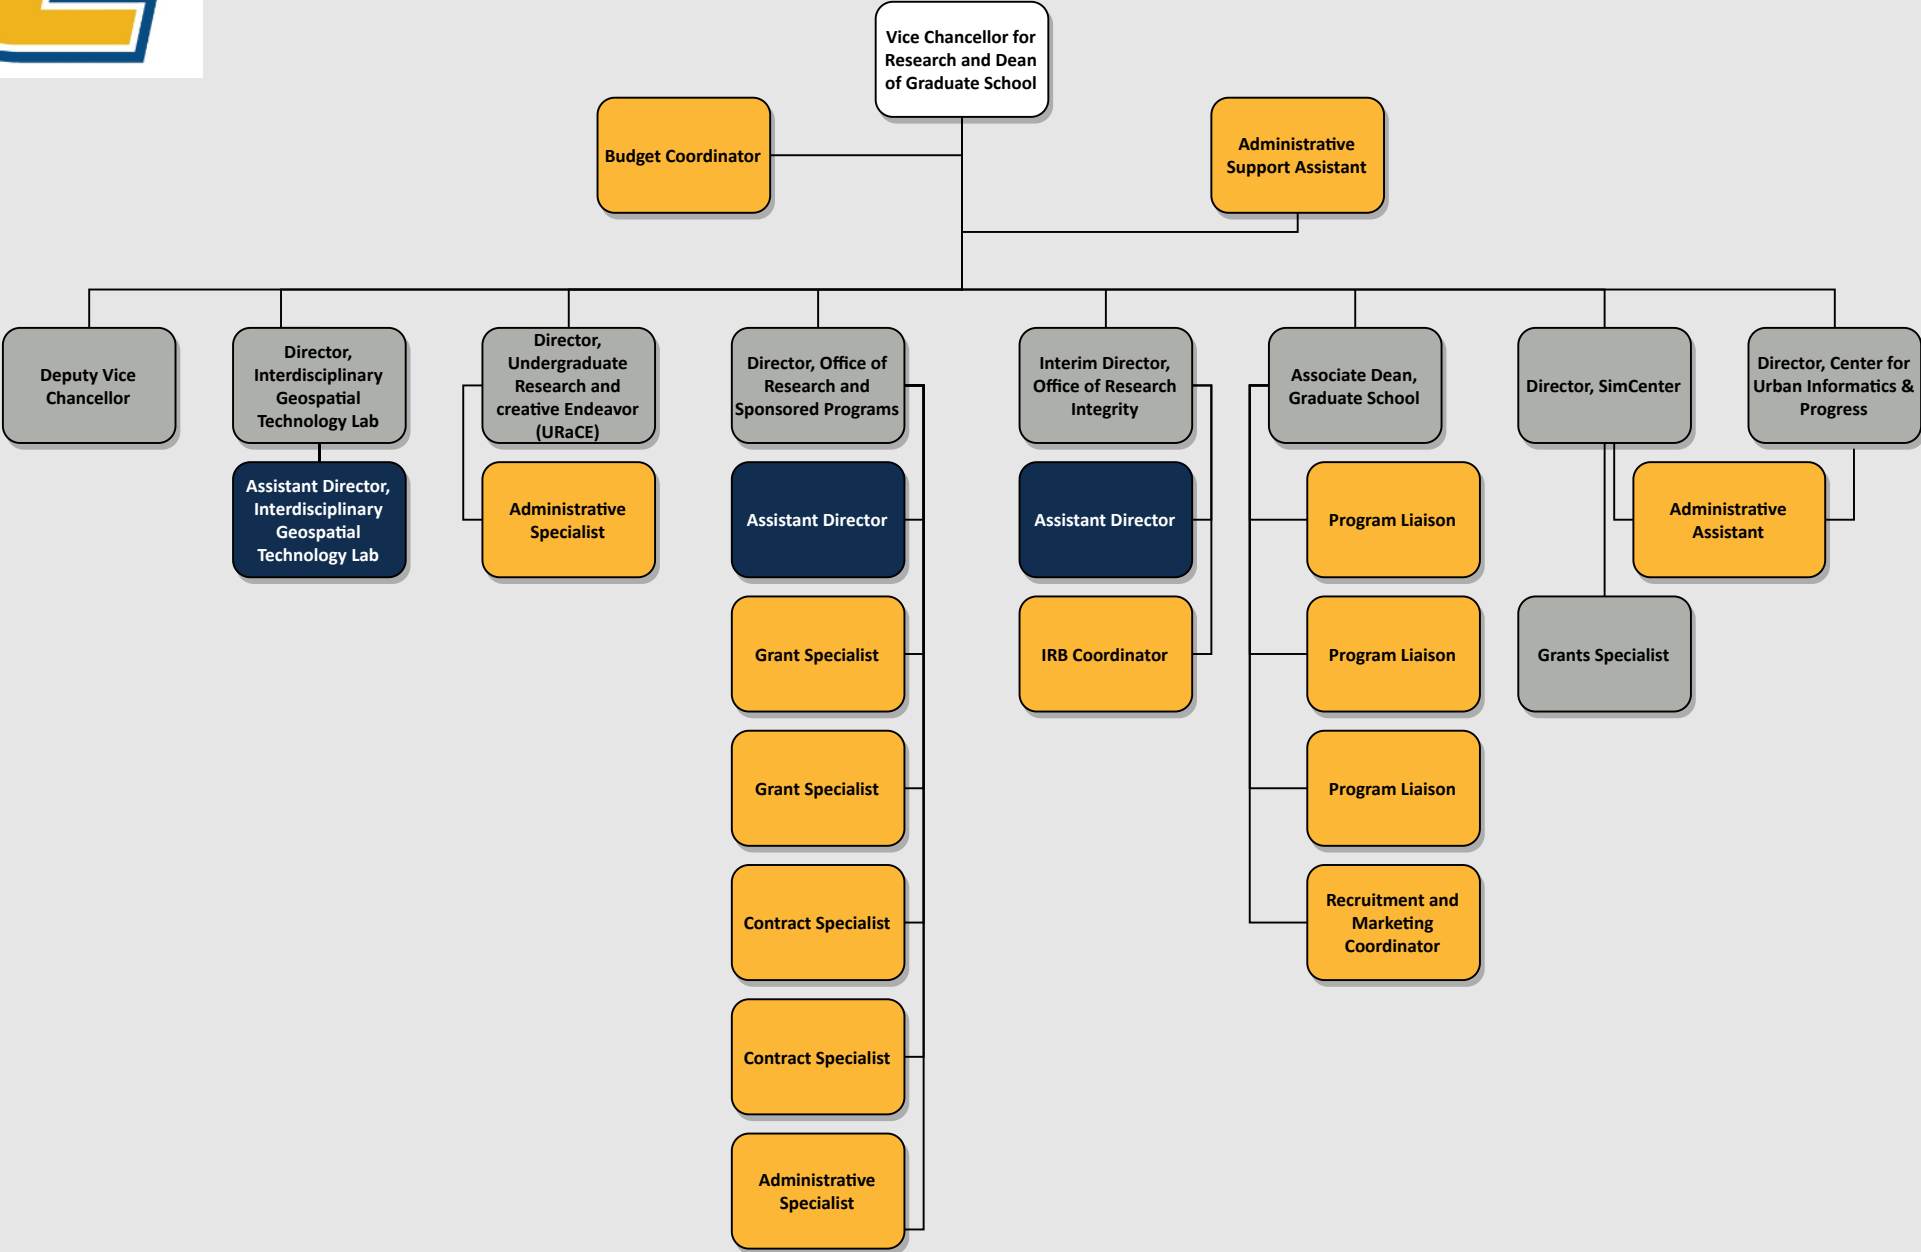 Vice Chancellor for
Research and Dean
of Graduate School
Budget Coordinator
Administrative
Support Assistant
Deputy Vice
Chancellor
Director,
Interdisciplinary
Geospatial
Technology Lab
Director,
Undergraduate
Research and
creative Endeavor
(URaCE)
Director, Office of
Research and
Sponsored Programs
Interim Director,
Office of Research
Integrity
Associate Dean,
Graduate School
Director, SimCenter
Director, Center for
Urban Informatics &
Progress
Assistant Director,
Interdisciplinary
Geospatial
Technology Lab
Administrative
Specialist
Assistant Director
Assistant Director
Program Liaison
Administrative
Assistant
Grant Specialist
IRB Coordinator
Program Liaison
Grants Specialist
Grant Specialist
Program Liaison
Contract Specialist
Recruitment and
Marketing
Coordinator
Contract Specialist
Administrative
Specialist